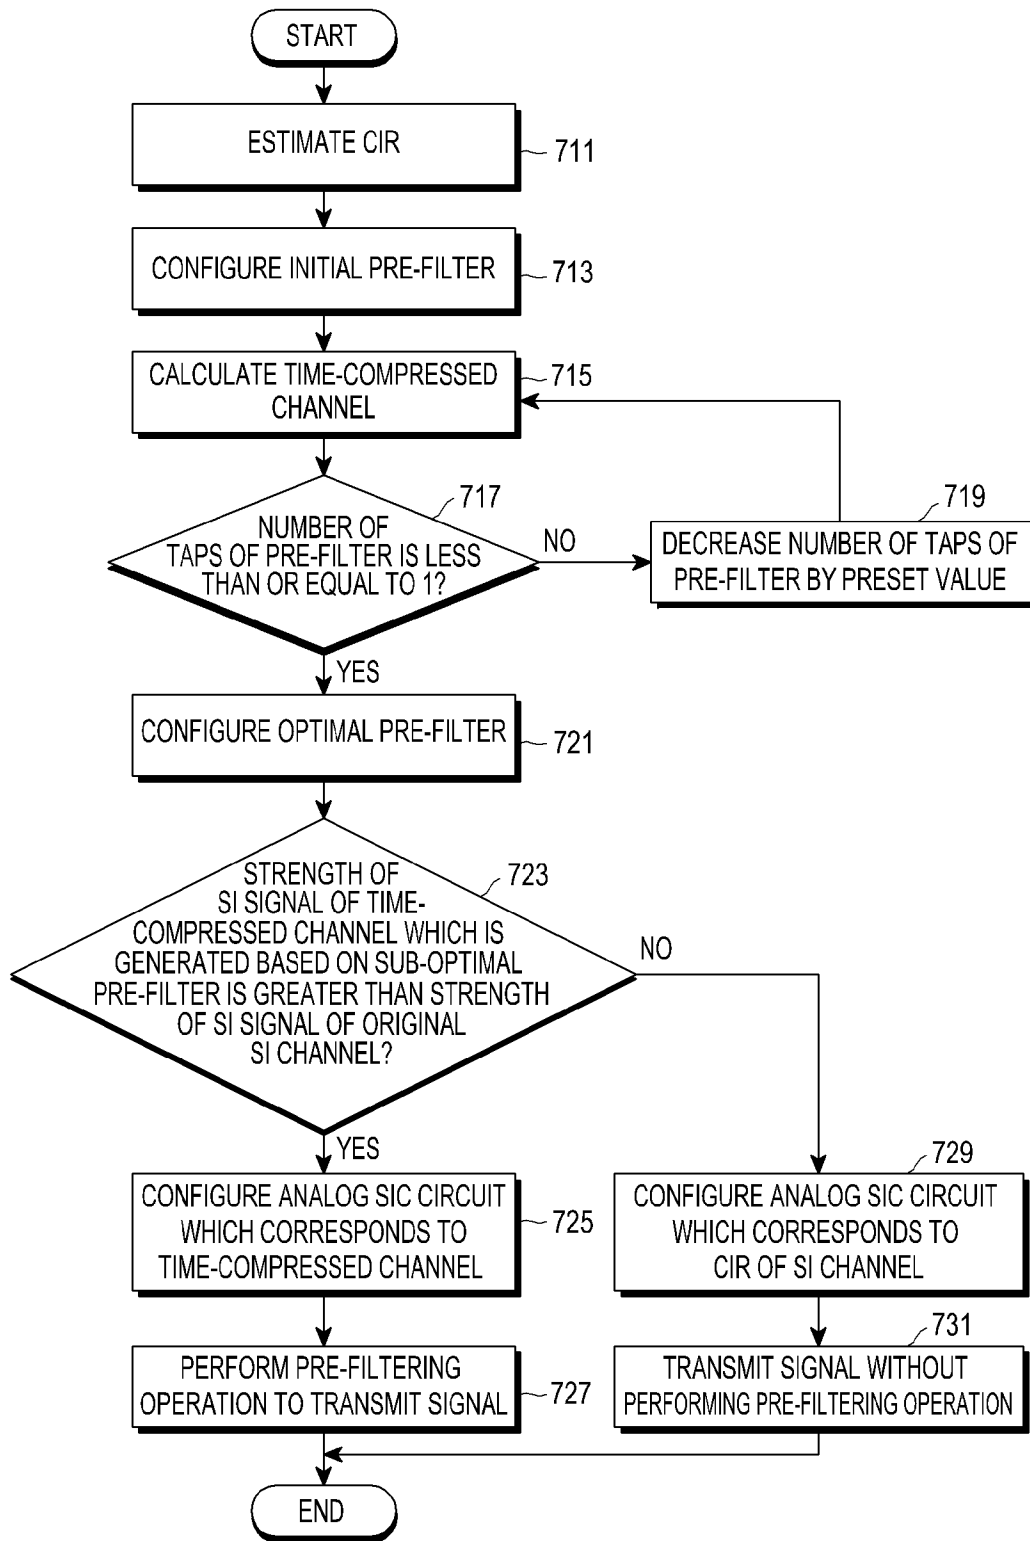 START
ESTIMATE CIR
711
CONFIGURE INITIAL PRE-FILTER
713
CALCULATE TIME-COMPRESSED
CHANNEL
715
717
NUMBER OF
TAPS OF PRE-FILTER IS LESS
THAN OR EQUAL TO 1?
NO
719
DECREASE NUMBER OF TAPS OF
PRE-FILTER BY PRESET VALUE
YES
CONFIGURE OPTIMAL PRE-FILTER
721
723
STRENGTH OF
SI SIGNAL OF TIME-
COMPRESSED CHANNEL WHICH IS
GENERATED BASED ON SUB-OPTIMAL
PRE-FILTER IS GREATER THAN STRENGTH
OF SI SIGNAL OF ORIGINAL
SI CHANNEL?
NO
YES
CONFIGURE ANALOG SIC CIRCUIT
WHICH CORRESPONDS TO
TIME-COMPRESSED CHANNEL
725
729
CONFIGURE ANALOG SIC CIRCUIT
WHICH CORRESPONDS TO
CIR OF SI CHANNEL
PERFORM PRE-FILTERING
OPERATION TO TRANSMIT SIGNAL
727
731
TRANSMIT SIGNAL WITHOUT
PERFORMING PRE-FILTERING OPERATION
END